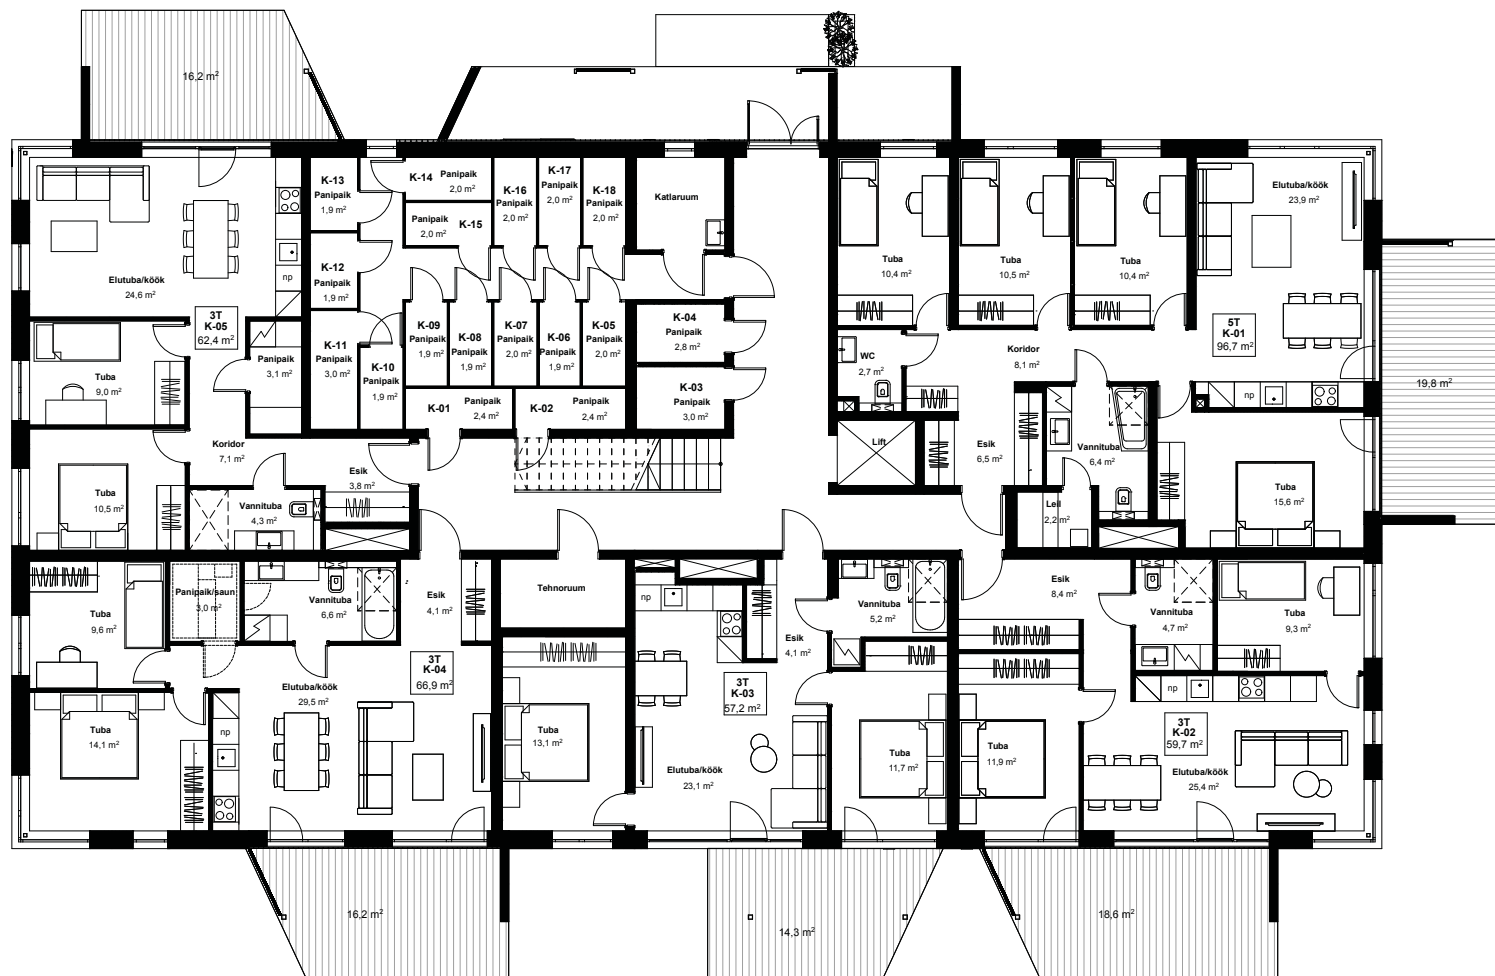 16,2 m²
K-13
Panipaik
1,9 m²
K-14
Panipaik
2,0 m²
Panipaik
2,0 m²
K-15
K-16
Panipaik
2,0 m²
K-17
Panipaik
2,0 m²
K-18
Panipaik
2,0 m²
Katlaruum
K-12
Panipaik
1,9 m²
K-11
Panipaik
3,0 m²
K-10
Panipaik
1,9 m²
K-09
Panipaik
1,9 m²
K-08
Panipaik
1,9 m²
K-07
Panipaik
2,0 m²
K-06
Panipaik
1,9 m²
K-05
Panipaik
2,0 m²
K-04
Panipaik
2,8 m²
K-03
Panipaik
3,0 m²
K-01
Panipaik
2,4 m²
K-02
Panipaik
2,4 m²
Elutuba/köök
24,6 m²
np
3T
K-05
62,4 m²
Tuba
9,0 m²
Panipaik
3,1 m²
Koridor
7,1 m²
Esik
3,8 m²
Tuba
10,5 m²
Vannituba
4,3 m²
Tuba
10,4 m²
Tuba
10,5 m²
Tuba
10,4 m²
Elutuba/köök
23,9 m²
5T
K-01
96,7 m²
WC
2,7 m²
Koridor
8,1 m²
np
19,8 m²
Lift
Esik
6,5 m²
Vannituba
6,4 m²
Leil
2,2 m²
Tuba
15,6 m²
Tuba
9,6 m²
Panipaik/saun
3,0 m²
Vannituba
6,6 m²
Esik
4,1 m²
3T
K-04
66,9 m²
Elutuba/köök
29,5 m²
np
Tuba
14,1 m²
Tehnoruum
Tuba
13,1 m²
np
Esik
4,1 m²
3T
K-03
57,2 m²
Elutuba/köök
23,1 m²
Vannituba
5,2 m²
Tuba
11,7 m²
Esik
8,4 m²
Vannituba
4,7 m²
Tuba
9,3 m²
Tuba
11,9 m²
np
3T
K-02
59,7 m²
Elutuba/köök
25,4 m²
16,2 m²
14,3 m²
18,6 m²